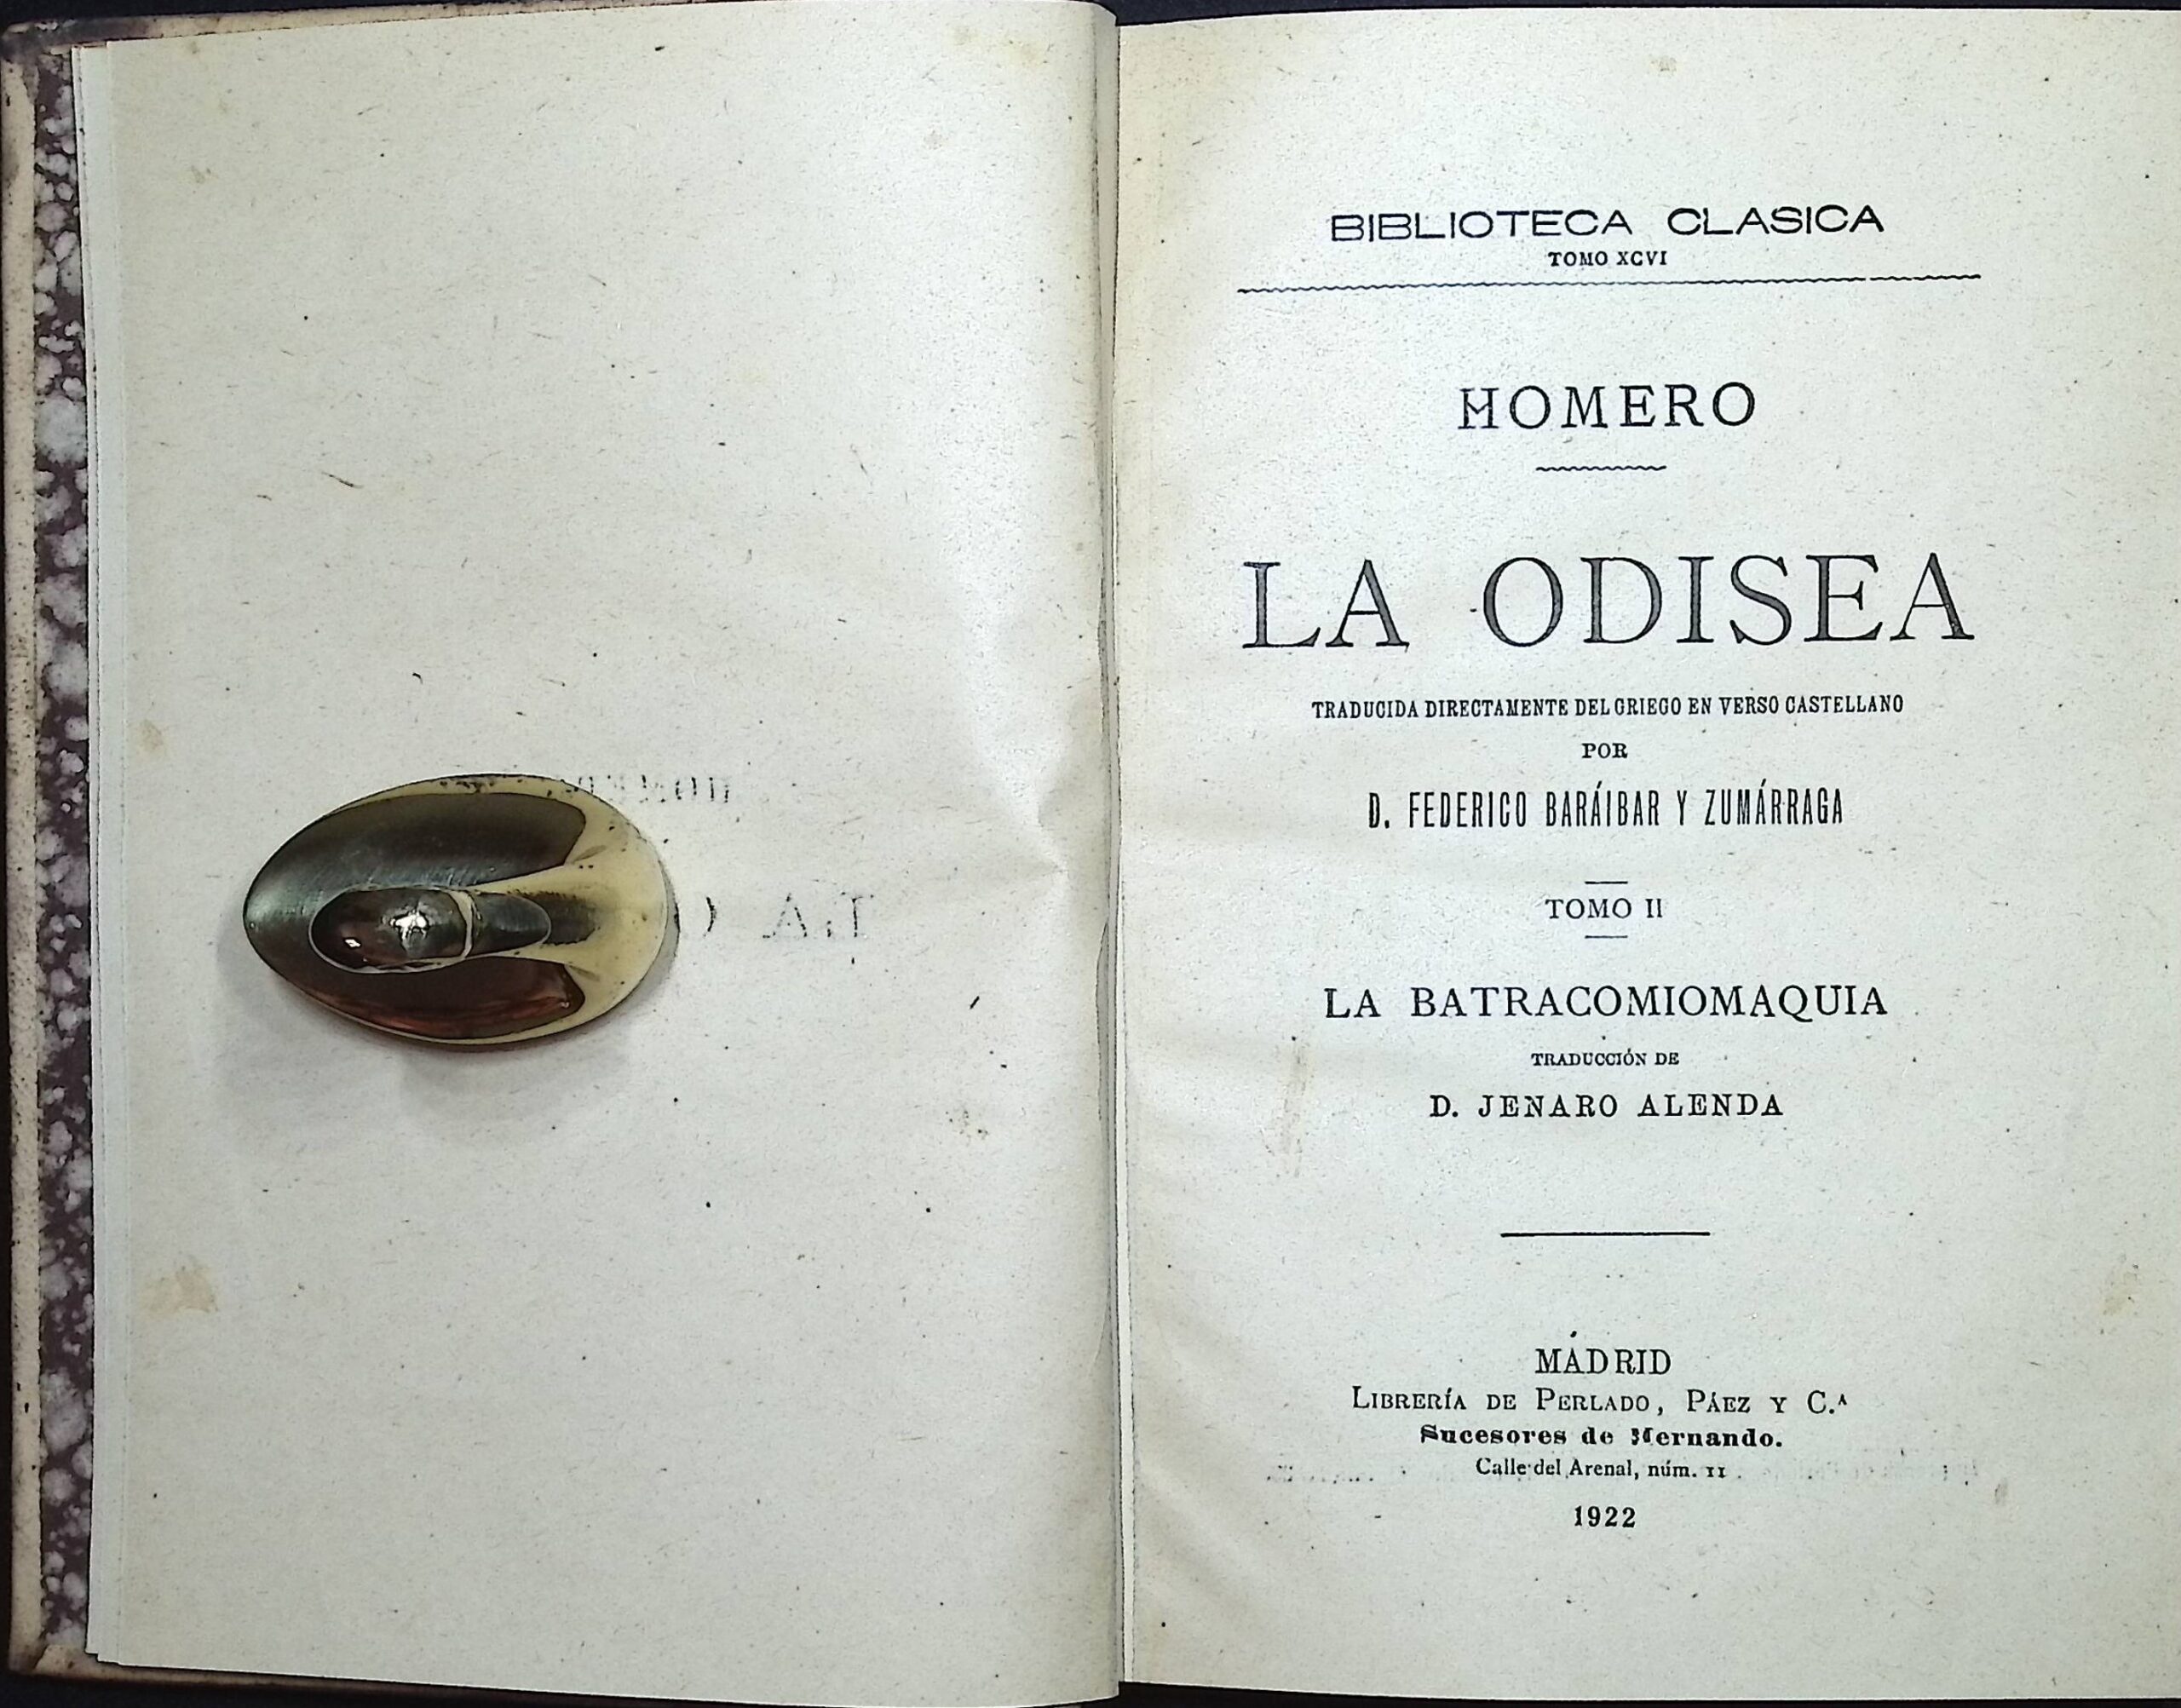 BIBLIOTECA CLASICA
TOMO XCVI
HOMERO
LA ODISEA
TRADUCIDA DIRECTAMENTE DEL GRIEGO EN VERSO CASTELLANO
POR
D. FEDERICO BARÁIBAR Y ZUMÁRRAGA
TOMO II
LA BATRACOMIOMAQUIA
TRADUCCIÓN DE
D. JENARO ALENDA
MADRID
LIBRERÍA DE PERLADO, PÁEZ Y C.ᴬ
Sucesores de Hernando.
Calle del Arenal, núm. 11
1922